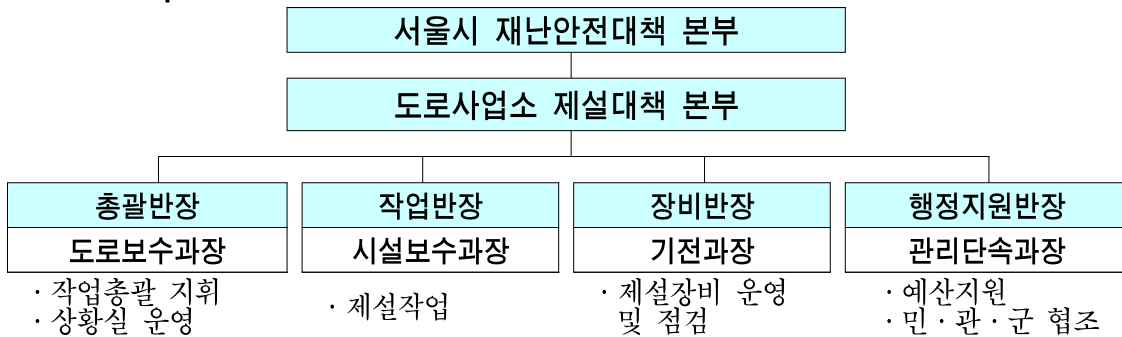 서울시 재난안전대책 본부
도로사업소 제설대책 본부
총괄반장
도로보수과장
· 작업총괄 지휘
· 상황실 운영
작업반장
시설보수과장
· 제설작업
장비반장
기전과장
· 제설장비 운영
및 점검
행정지원반장
관리단속과장
· 예산지원
· 민 · 관 · 군 협조